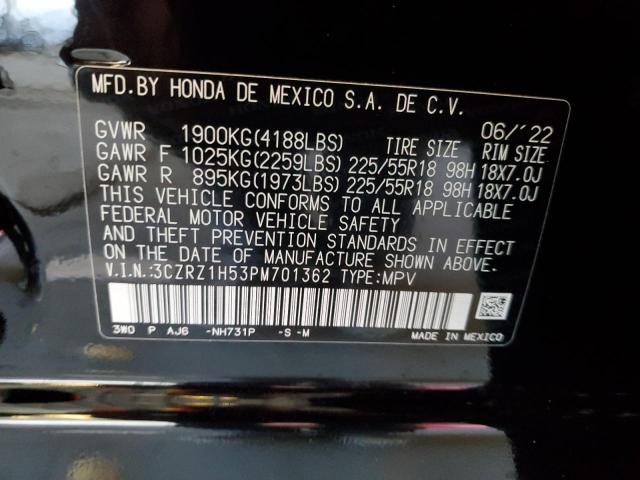 MFD.BY HONDA DE MEXICO S.A. DE C.V.
06/'22
GVWR 1900KG(4188LBS) TIRE SIZE RIM SIZE
GAWR F 1025KG(2259LBS) 225/55R18 98H 18X7.0J
GAWR R 895KG(1973LBS) 225/55R18 98H 18X7.0J
THIS VEHICLE CONFORMS TO ALL APPLICABLE
FEDERAL MOTOR VEHICLE SAFETY
AND THEFT PREVENTION STANDARDS IN EFFECT
ON THE DATE OF MANUFACTURE SHOWN ABOVE.
V.I.N.:3CZRZ1H53PM701362 TYPE:MPV
3W0 P AJ6 -NH731P -S -M
MADE IN MEXICO